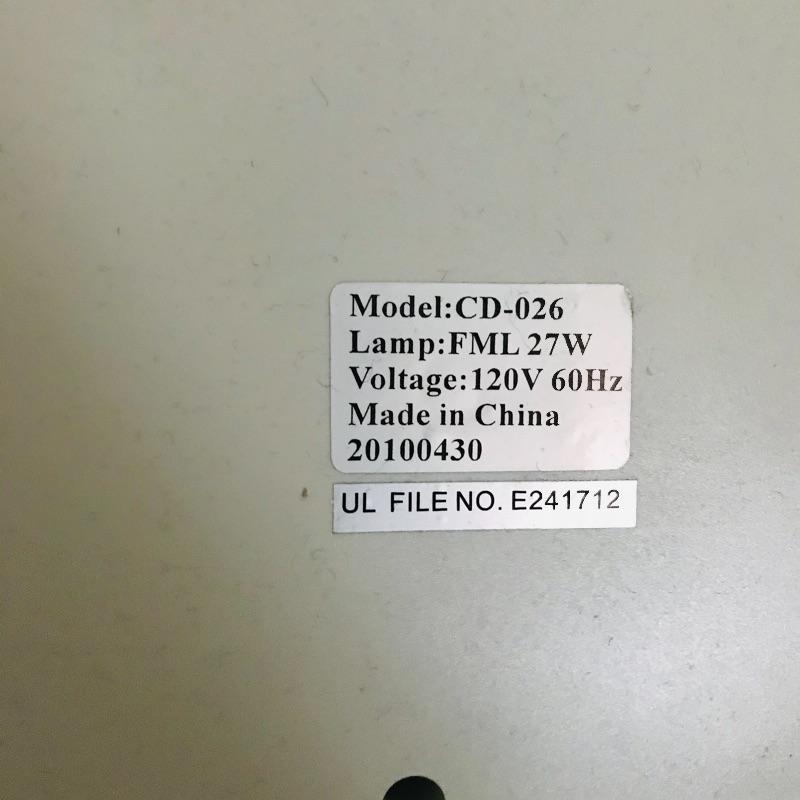 Model:CD-026
Lamp:FML 27W
Voltage:120V 60Hz
Made in China
20100430
UL FILE NO. E241712